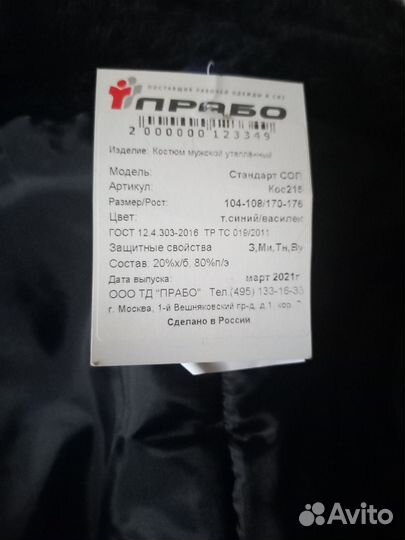 ПОСТАВЩИК РАБОЧЕЙ ОДЕЖДЫ И СИЗ
ПРАБО
2 000000 123349
Изделие: Костюм мужской утеплённый
Модель: Стандарт СОП
Артикул: Кос215
Размер/Рост: 104-108/170-176
Цвет: т.синий/василек
ГОСТ 12.4.303-2016 ТР ТС 019/2011
Защитные свойства З,Ми,Тн,Ву
Состав: 20%х/б, 80%п/э
Дата выпуска: март 2021г
ООО ТД "ПРАБО" Тел.(495) 133-16-33
г. Москва, 1-й Вешняковский пр-д, д.1, кор.
Сделано в России
Avito